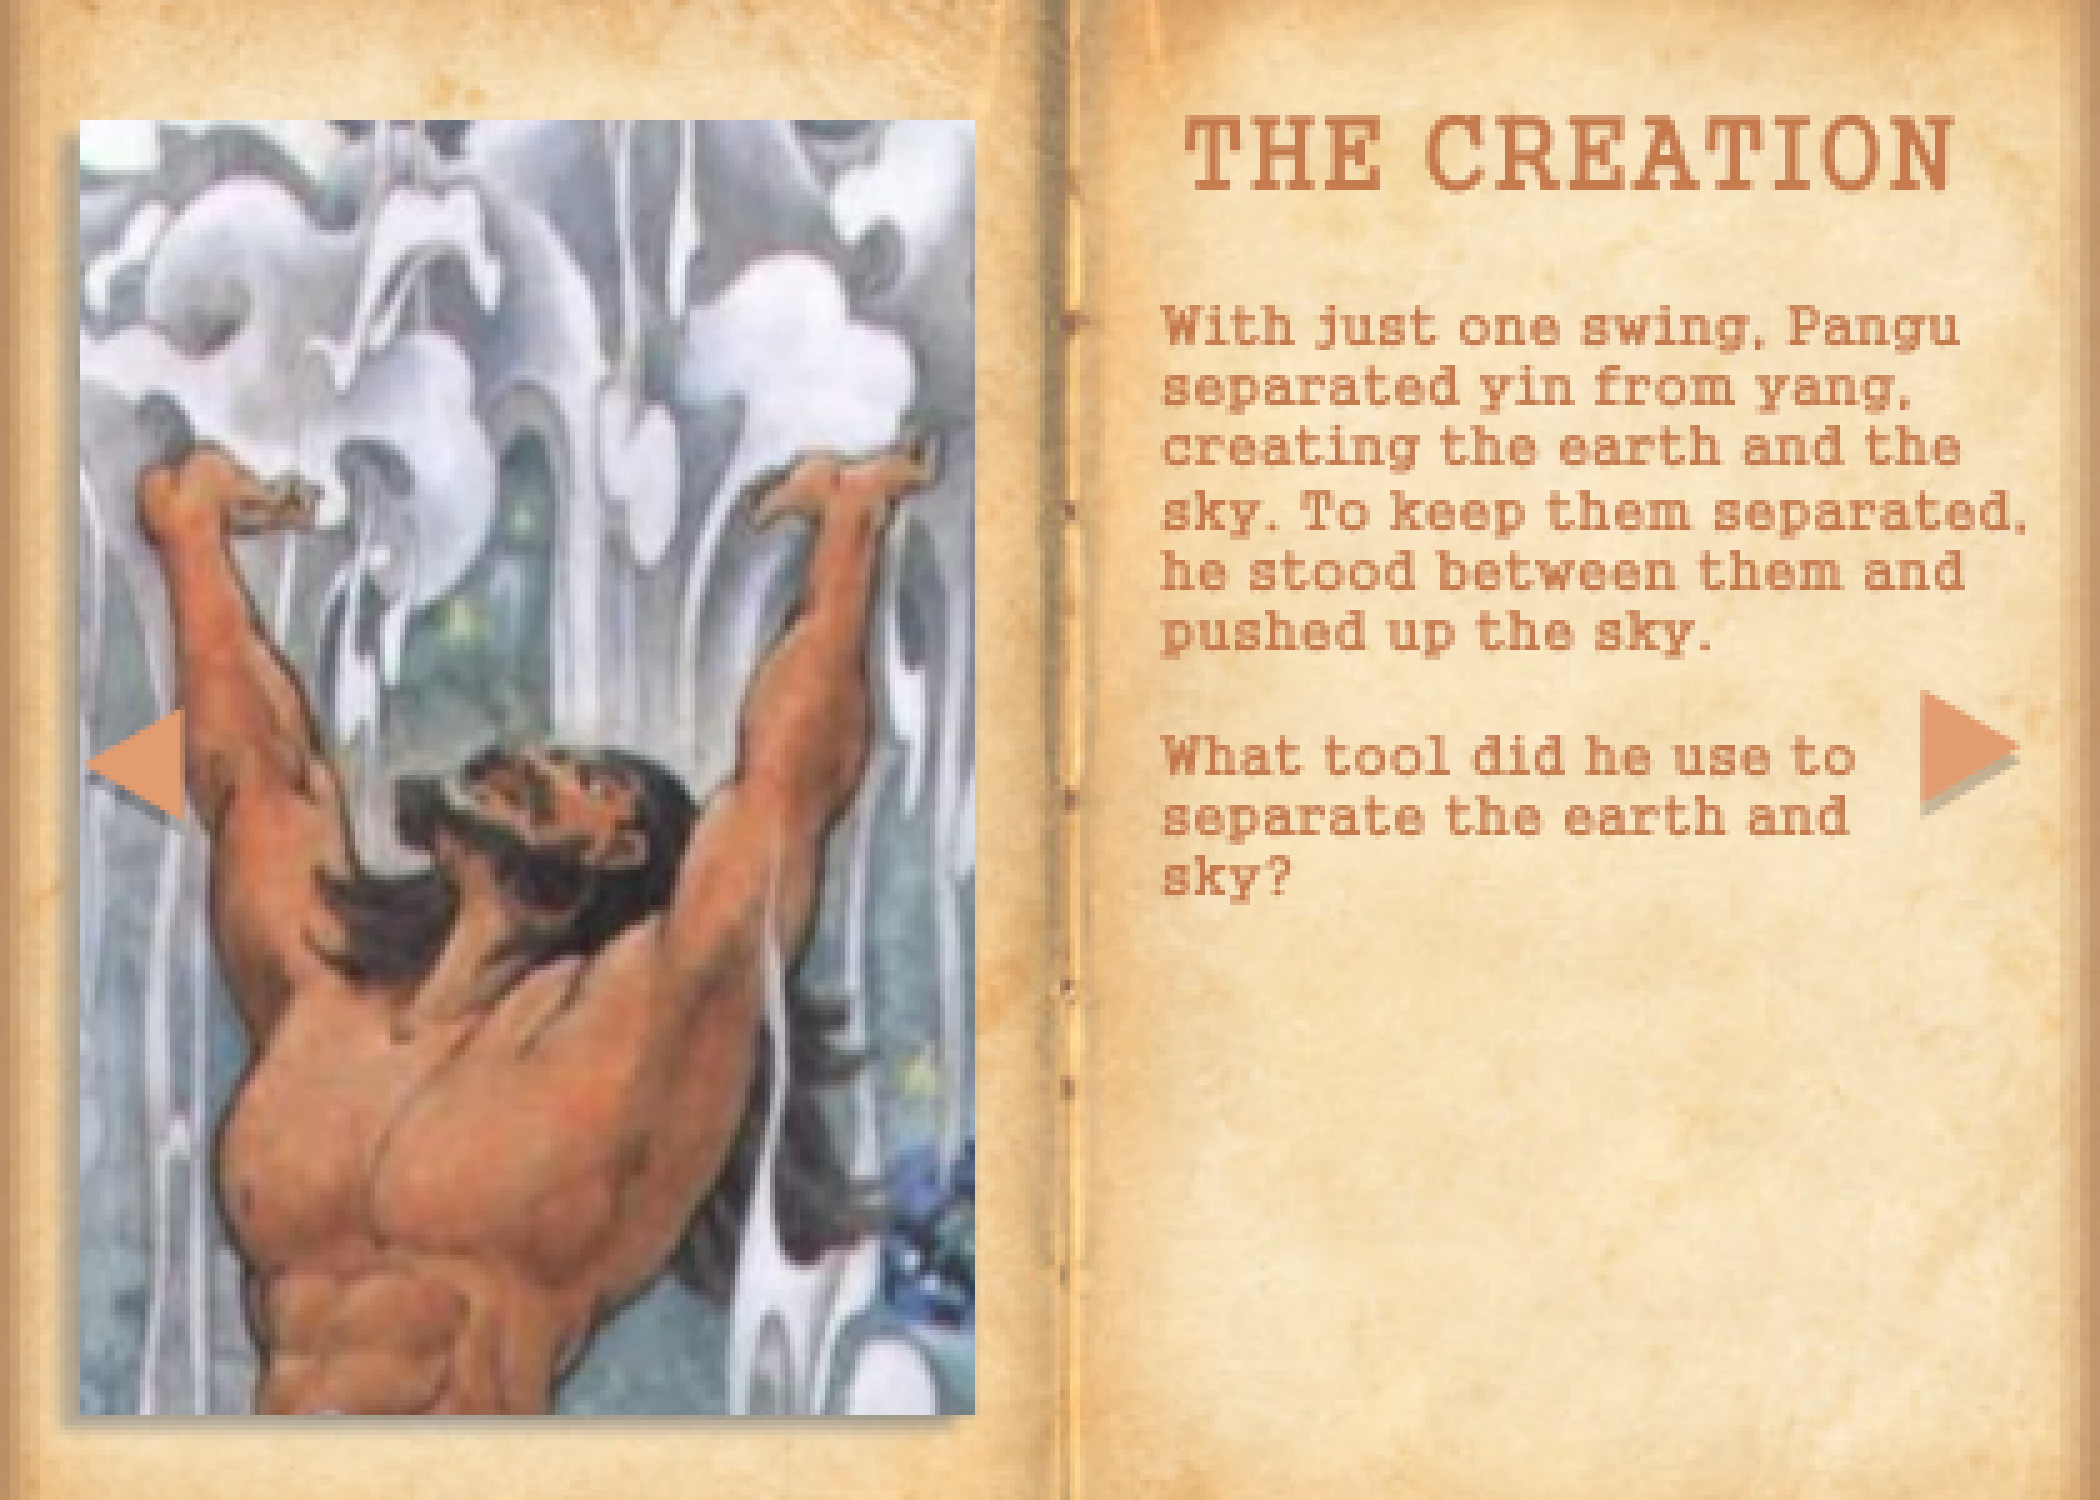 THE CREATION
With just one swing, Pangu
separated yin from yang,
creating the earth and the
sky. To keep them separated,
he stood between them and
pushed up the sky.
What tool did he use to
separate the earth and
sky?